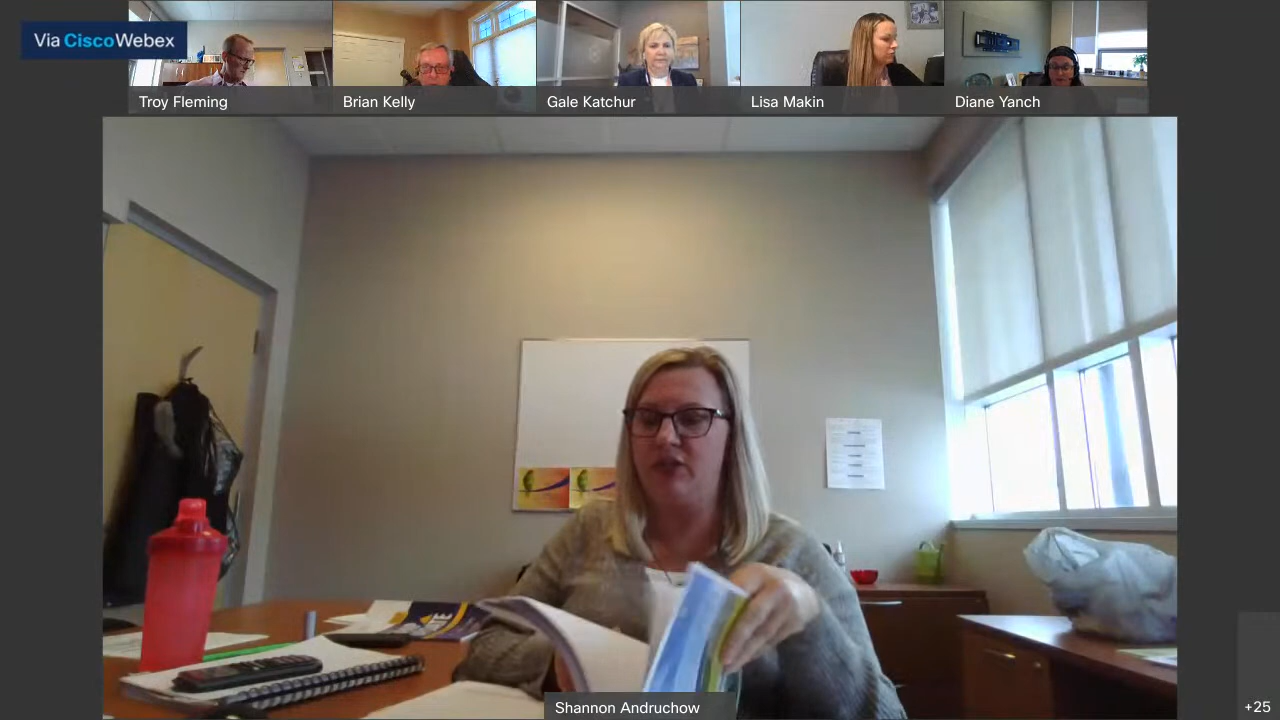 Via CiscoWebex
Troy Fleming
Brian Kelly
Gale Katchur
Lisa Makin
Diane Yanch
Shannon Andruchow
+25